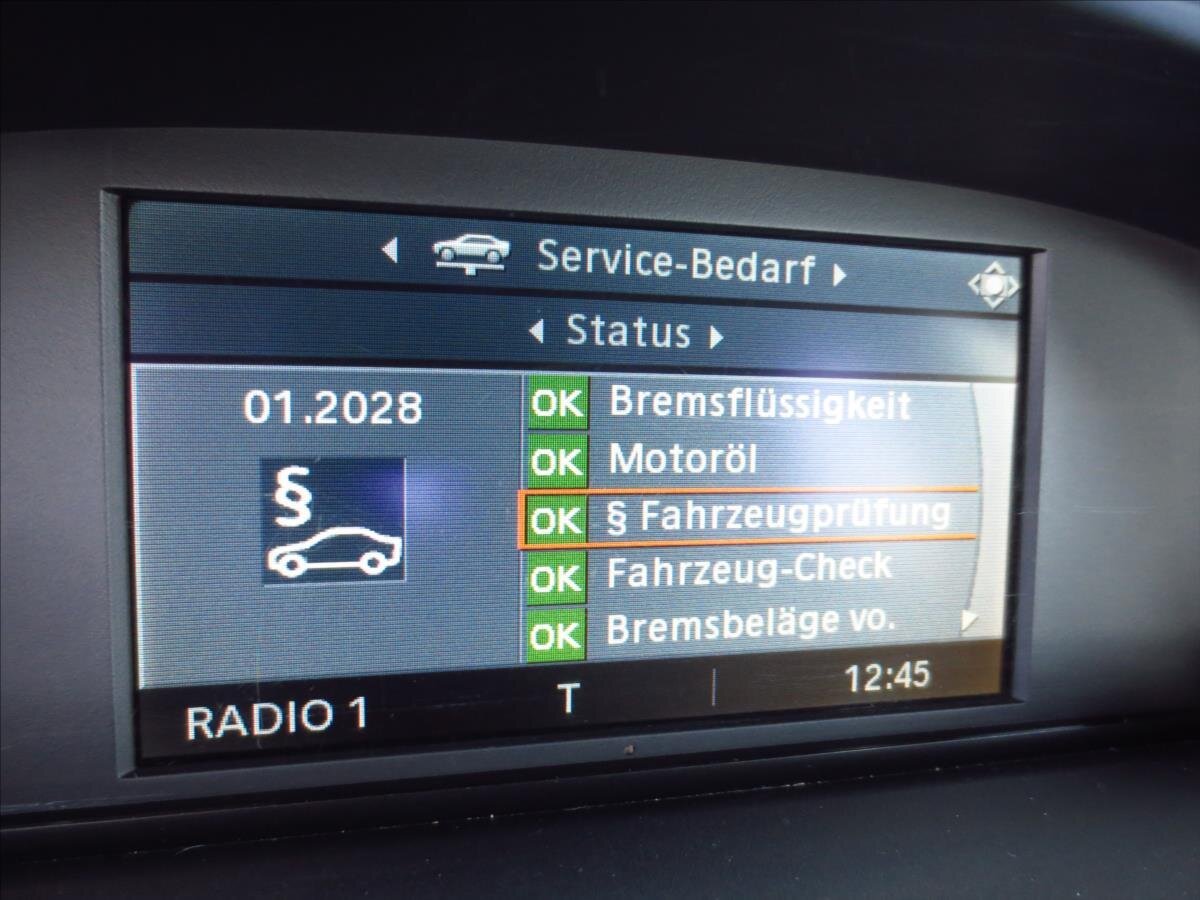 Service-Bedarf
Status
01.2028
§
OK Bremsflüssigkeit
OK Motoröl
OK § Fahrzeugprüfung
OK Fahrzeug-Check
OK Bremsbeläge vo.
RADIO 1 T 12:45